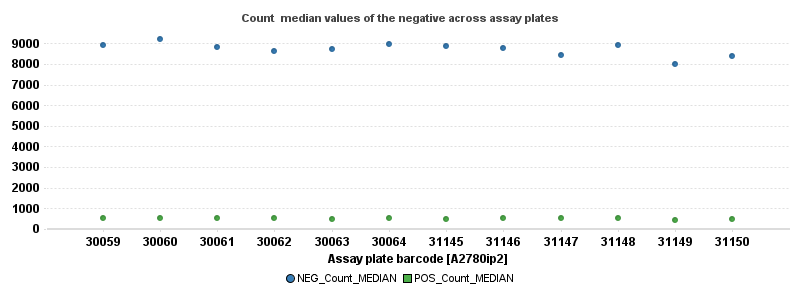 Count median values of the negative across assay plates
9000
8000
7000
6000
5000
4000
3000
2000
1000
0
30059 30060 30061 30062 30063 30064 31145 31146 31147 31148 31149 31150
Assay plate barcode [A2780ip2]
NEG_Count_MEDIAN POS_Count_MEDIAN